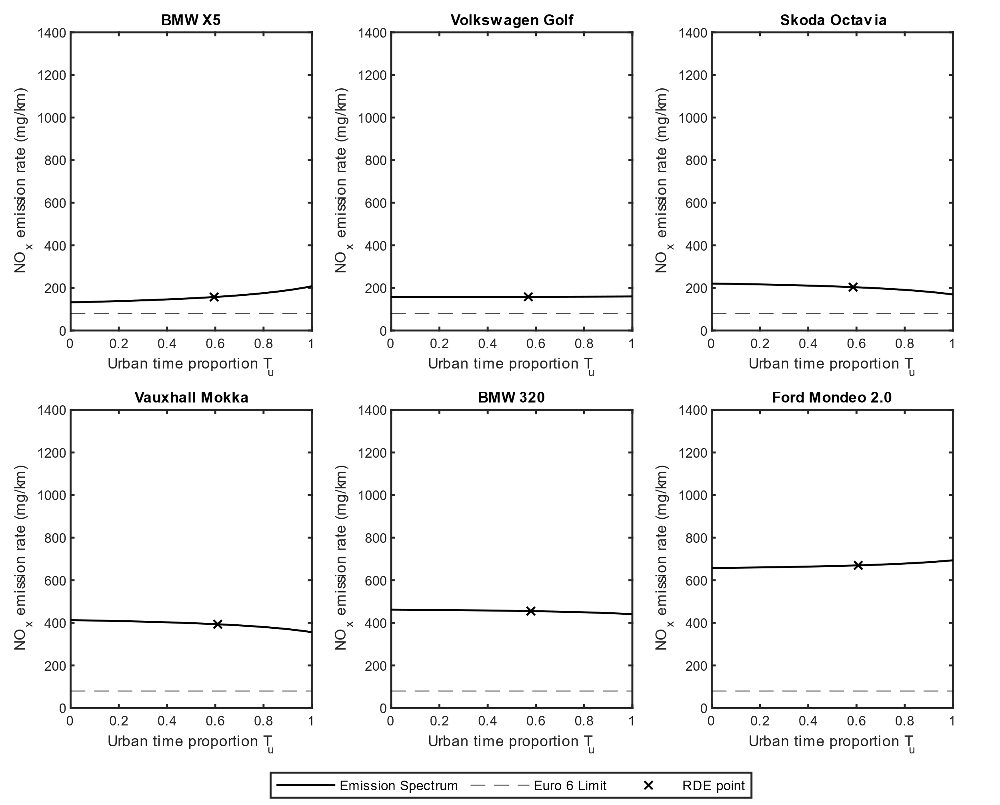 BMW X5
Volkswagen Golf
Skoda Octavia
1400 1400 1400
1200 1200 1200
1000 1000 1000
800 800 800
600 600 600
400 400 400
200 200 200
0 0 0
NOx emission rate (mg/km)
NOx emission rate (mg/km)
NOx emission rate (mg/km)
0 0.2 0.4 0.6 0.8 1
0 0.2 0.4 0.6 0.8 1
0 0.2 0.4 0.6 0.8 1
Urban time proportion Tu
Urban time proportion Tu
Urban time proportion Tu
Vauxhall Mokka
BMW 320
Ford Mondeo 2.0
1400 1400 1400
1200 1200 1200
1000 1000 1000
800 800 800
600 600 600
400 400 400
200 200 200
0 0 0
NOx emission rate (mg/km)
NOx emission rate (mg/km)
NOx emission rate (mg/km)
0 0.2 0.4 0.6 0.8 1
0 0.2 0.4 0.6 0.8 1
0 0.2 0.4 0.6 0.8 1
Urban time proportion Tu
Urban time proportion Tu
Urban time proportion Tu
Emission Spectrum Euro 6 Limit RDE point